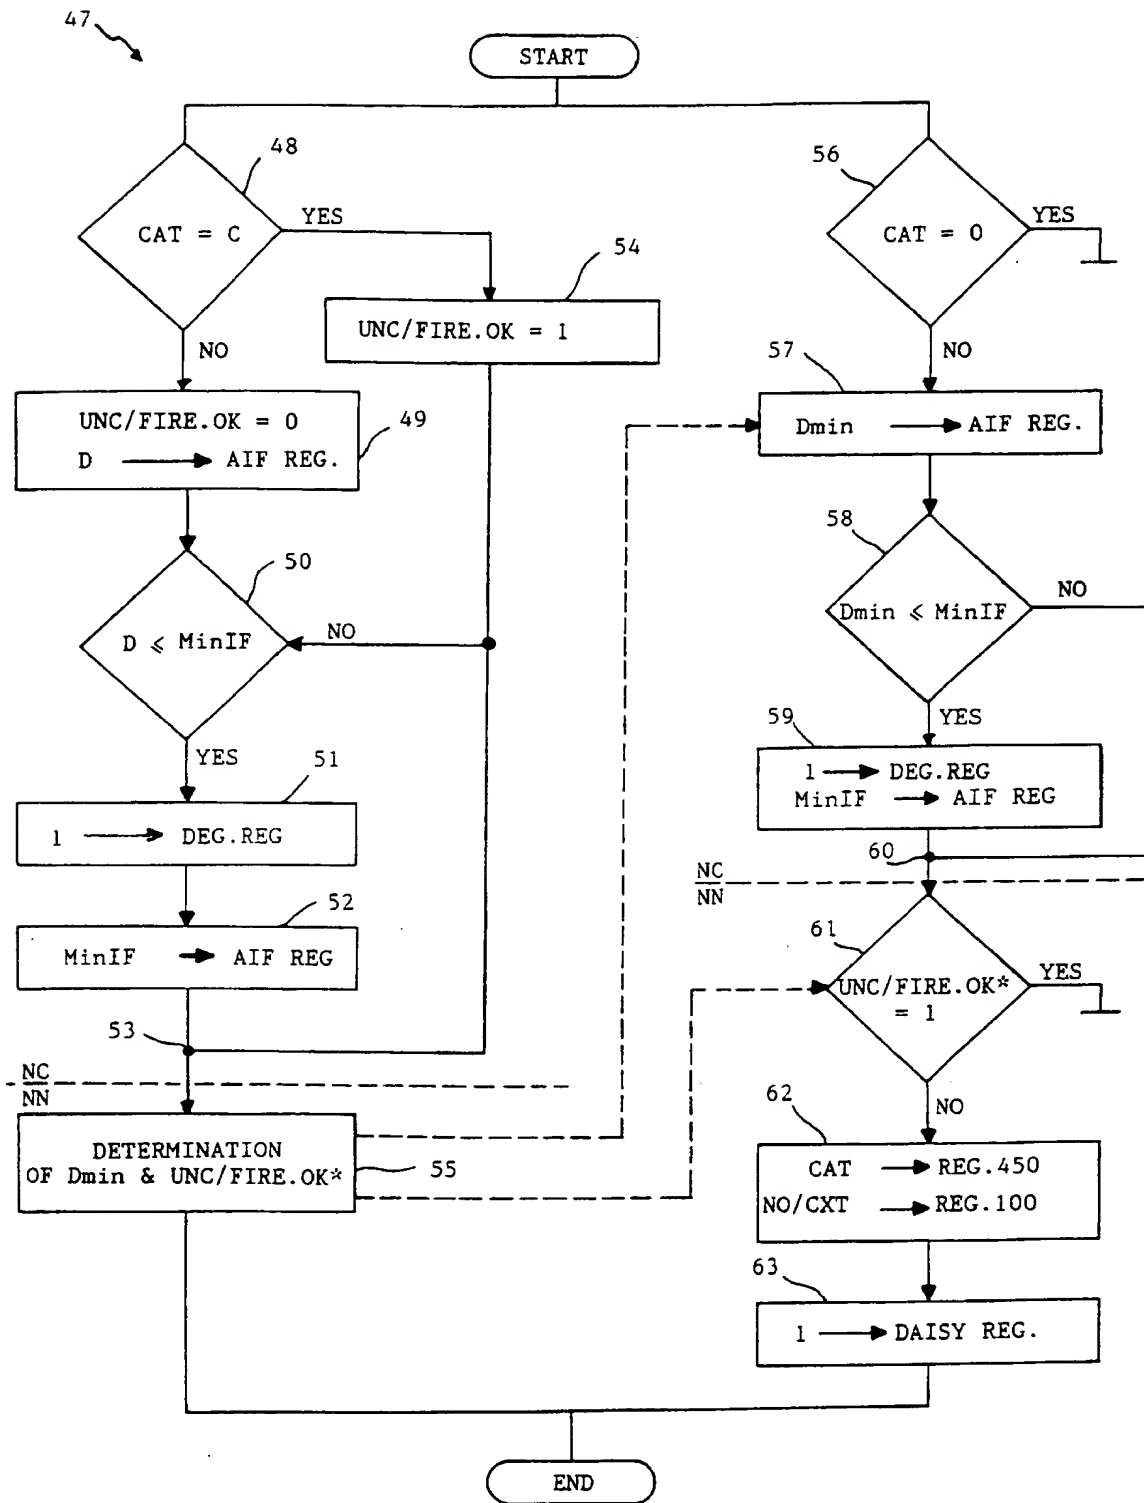 47
START
48
CAT = C
YES
NO
54
UNC/FIRE.OK = 1
UNC/FIRE.OK = 0
D → AIF REG.
49
50
D ⩽ MinIF
NO
YES
51
1 → DEG.REG
52
MinIF → AIF REG
53
NC
NN
DETERMINATION
OF Dmin & UNC/FIRE.OK*
55
56
CAT = 0
YES
NO
57
Dmin → AIF REG.
58
Dmin ⩽ MinIF
NO
YES
59
1 → DEG.REG
MinIF → AIF REG
60
NC
NN
61
UNC/FIRE.OK*
= 1
YES
NO
62
CAT → REG.450
NO/CXT → REG.100
63
1 → DAISY REG.
END